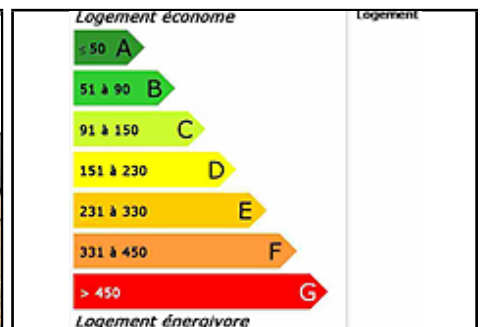 Logement économe
Logement
≤ 50 A
51 à 90 B
91 à 150 C
151 à 230 D
231 à 330 E
331 à 450 F
> 450 G
Logement énergivore